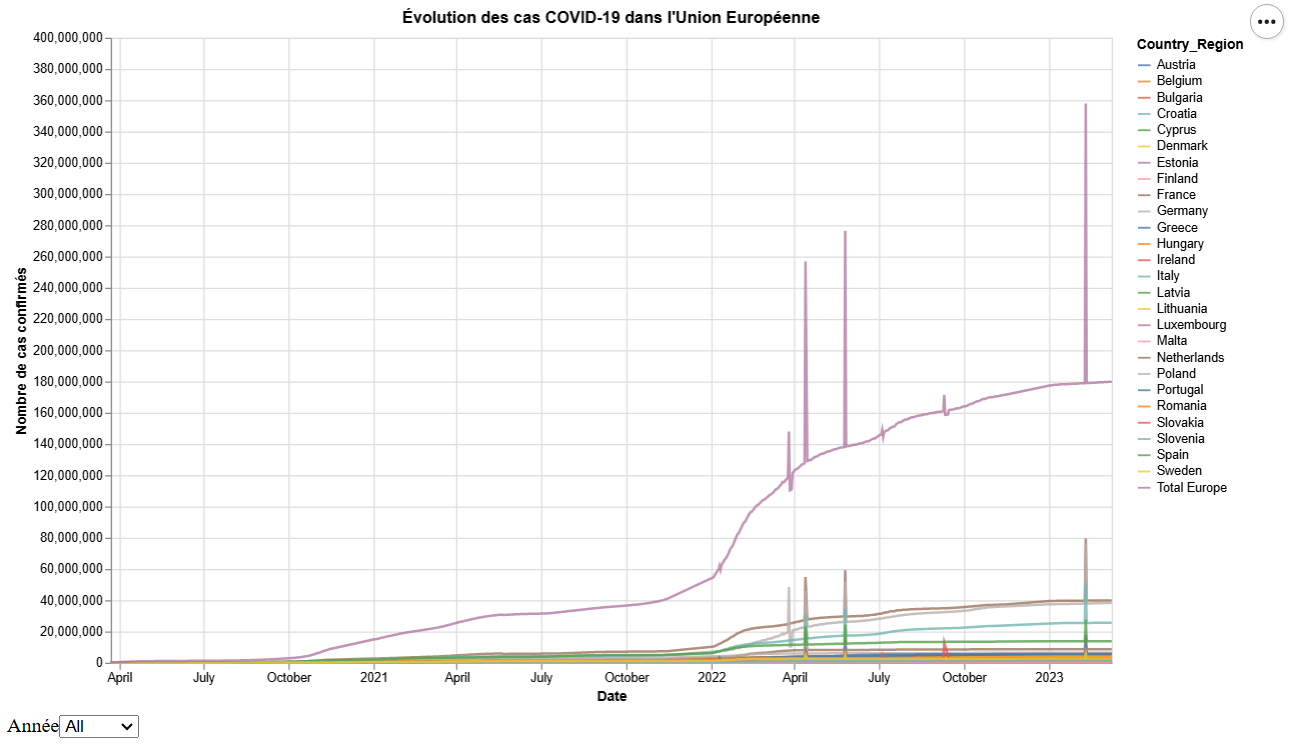 Évolution des cas COVID-19 dans l'Union Européenne
Nombre de cas confirmés
400,000,000
380,000,000
360,000,000
340,000,000
320,000,000
300,000,000
280,000,000
260,000,000
240,000,000
220,000,000
200,000,000
180,000,000
160,000,000
140,000,000
120,000,000
100,000,000
80,000,000
60,000,000
40,000,000
20,000,000
0
April July October 2021 April July October 2022 April July October 2023
Date
Country_Region
Austria
Belgium
Bulgaria
Croatia
Cyprus
Denmark
Estonia
Finland
France
Germany
Greece
Hungary
Ireland
Italy
Latvia
Lithuania
Luxembourg
Malta
Netherlands
Poland
Portugal
Romania
Slovakia
Slovenia
Spain
Sweden
Total Europe
Année All